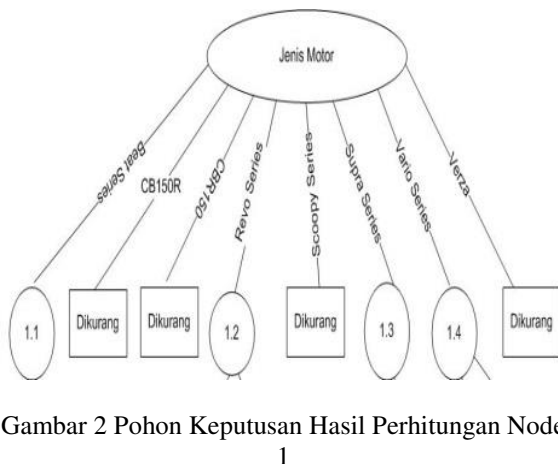 Jenis Motor
Beat Series
CB150R
CBR150
Revo Series
Scoopy Series
Supra Series
Vario Series
Verza
1.1
Dikurang
Dikurang
1.2
Dikurang
1.3
1.4
Dikurang
Gambar 2 Pohon Keputusan Hasil Perhitungan Node
1